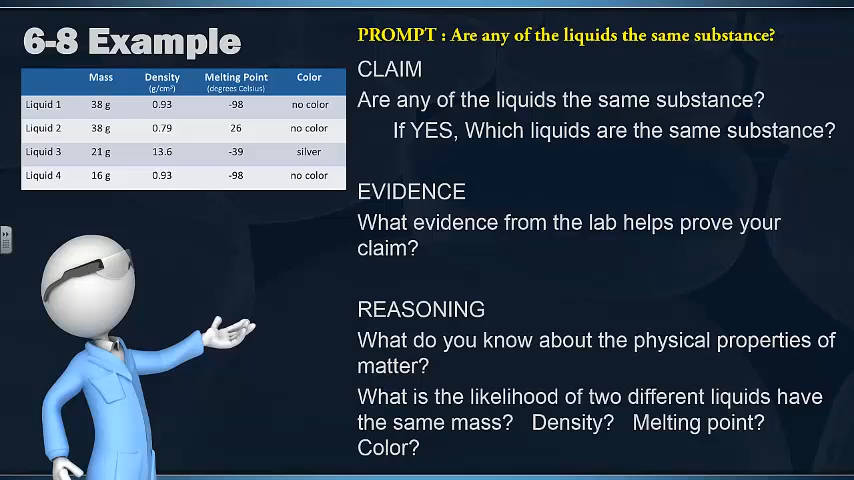 6-8 Example
PROMPT : Are any of the liquids the same substance?
Mass Density Melting Point Color
(g/cm³) (degrees Celsius)
Liquid 1 38 g 0.93 -98 no color
Liquid 2 38 g 0.79 26 no color
Liquid 3 21 g 13.6 -39 silver
Liquid 4 16 g 0.93 -98 no color
CLAIM
Are any of the liquids the same substance?
If YES, Which liquids are the same substance?
EVIDENCE
What evidence from the lab helps prove your
claim?
REASONING
What do you know about the physical properties of
matter?
What is the likelihood of two different liquids have
the same mass? Density? Melting point?
Color?